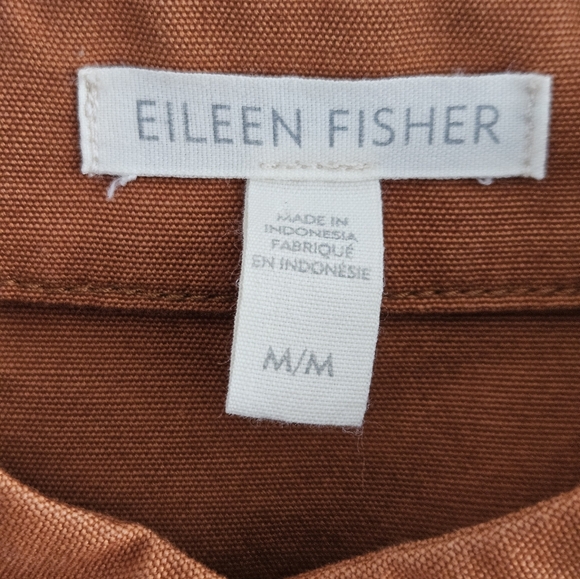 EILEEN FISHER
MADE IN
INDONESIA
FABRIQUÉ
EN INDONÉSIE
M/M